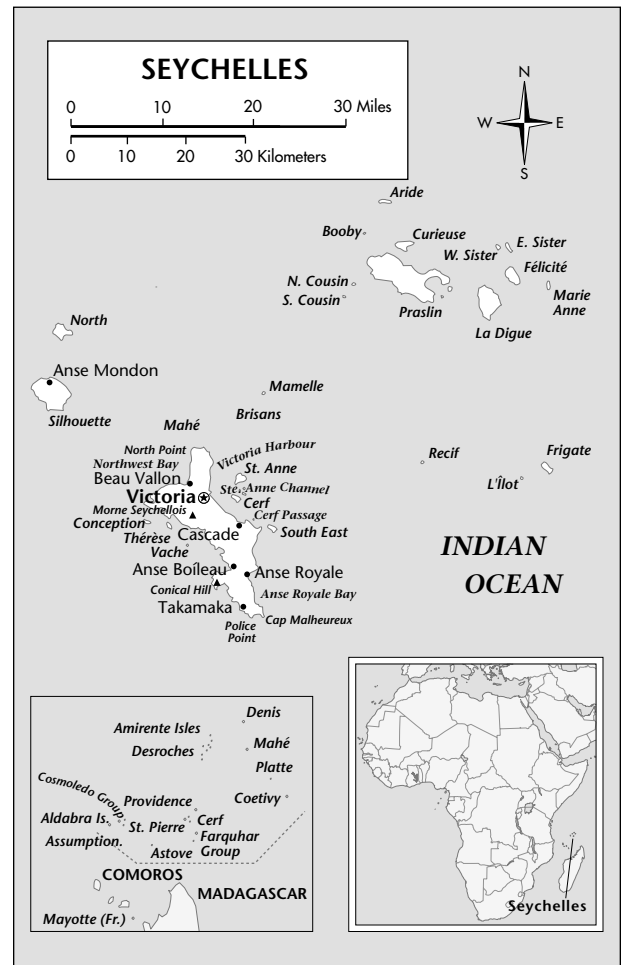 SEYCHELLES
0 10 20 30 Miles
0 10 20 30 Kilometers
N
W E
S
Aride
Booby
Curieuse
W. Sister
E. Sister
Félicité
N. Cousin
S. Cousin
Praslin
Marie
Anne
La Digue
North
Anse Mondon
Silhouette
Mamelle
Brisans
Mahé
North Point
Victoria Harbour
Northwest Bay
St. Anne
Beau Vallon
Ste. Anne Channel
Victoria
Cerf
Morne Seychellois
Cerf Passage
Conception
South East
Thérèse
Cascade
Vache
Recif
Frigate
L'Îlot
INDIAN
OCEAN
Anse Boíleau
Anse Royale
Conical Hill
Anse Royale Bay
Takamaka
Cap Malheureux
Police
Point
Denis
Amirente Isles
Desroches
Mahé
Platte
Cosmoledo Group
Providence
Coetivy
Aldabra Is.
St. Pierre
Cerf
Assumption.
Farquhar
Group
Astove
COMOROS
MADAGASCAR
Mayotte (Fr.)
Seychelles